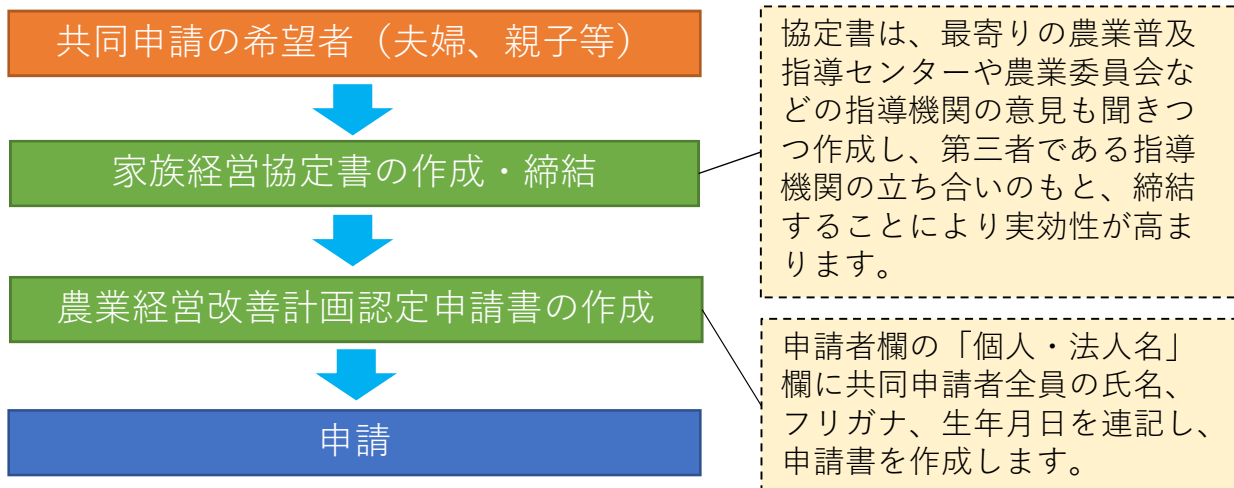 共同申請の希望者（夫婦、親子等）
家族経営協定書の作成・締結
農業経営改善計画認定申請書の作成
申請
協定書は、最寄りの農業普及
指導センターや農業委員会な
どの指導機関の意見も聞きつ
つ作成し、第三者である指導
機関の立ち合いのもと、締結
することにより実効性が高ま
ります。
申請者欄の「個人・法人名」
欄に共同申請者全員の氏名、
フリガナ、生年月日を連記し、
申請書を作成します。